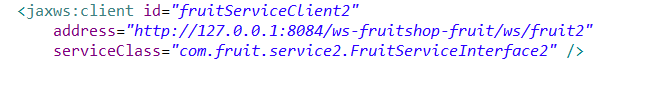 <jaxws:client id="fruitServiceClient2"
address="http://127.0.0.1:8084/ws-fruitshop-fruit/ws/fruit2"
serviceClass="com.fruit.service2.FruitServiceInterface2" />